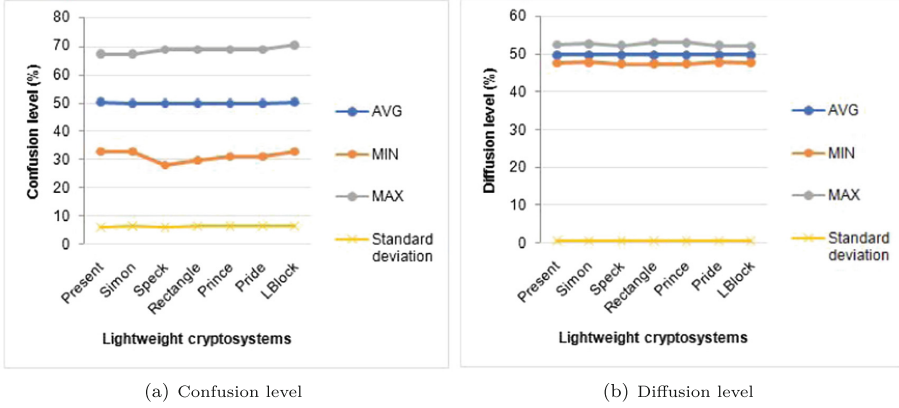 80
70
60
50
40
30
20
10
0
Confusion level (%)
Present
Simon
Speck
Rectangle
Prince
Pride
LBlock
Lightweight cryptosystems
AVG
MIN
MAX
Standard
deviation
(a) Confusion level
60
50
40
30
20
10
0
Diffusion level (%)
Present
Simon
Speck
Rectangle
Prince
Pride
LBlock
Lightweight cryptosystems
AVG
MIN
MAX
Standard
deviation
(b) Diffusion level